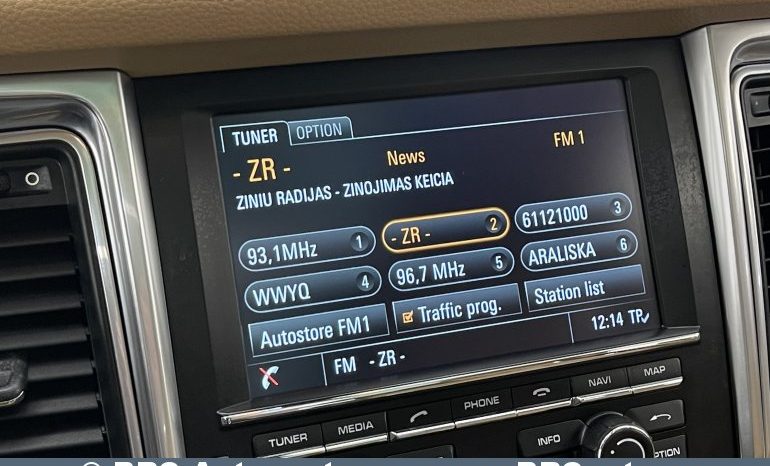 TUNER OPTION
- ZR - News FM 1
ZINIU RADIJAS - ZINOJIMAS KEICIA
93,1MHz 1 - ZR - 2 61121000 3
WWYQ 4 96,7 MHz 5 ARALISKA 6
Autostore FM1 Traffic prog. Station list
12:14 TP
FM - ZR -
TUNER MEDIA PHONE NAVI MAP
INFO OPTION